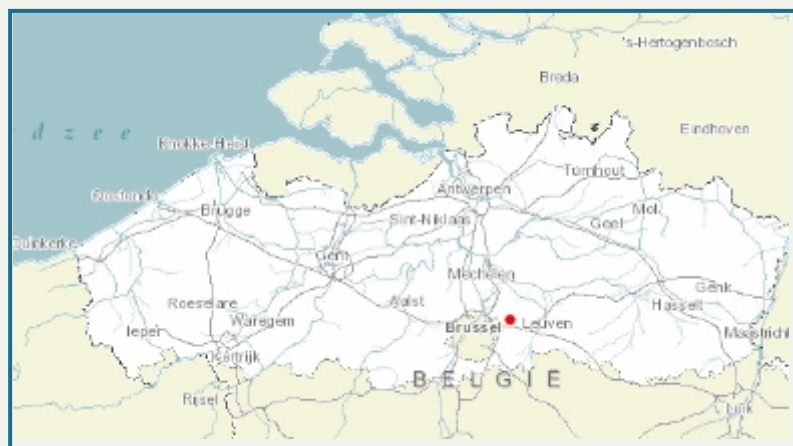 's-Hertogenbosch
Breda
Eindhoven
d z e e
Knokke-Heist
Turnhout
Antwerpen
Oostende
Mol
Brugge
Sint-Niklaas
Geel
Duinkerke
Gent
Mechelen
Genk
Roeselare
Aalst
Hasselt
Waregem
Ieper
Brussel
Leuven
Maastricht
Kortrijk
BELGIË
Rijsel
Luik